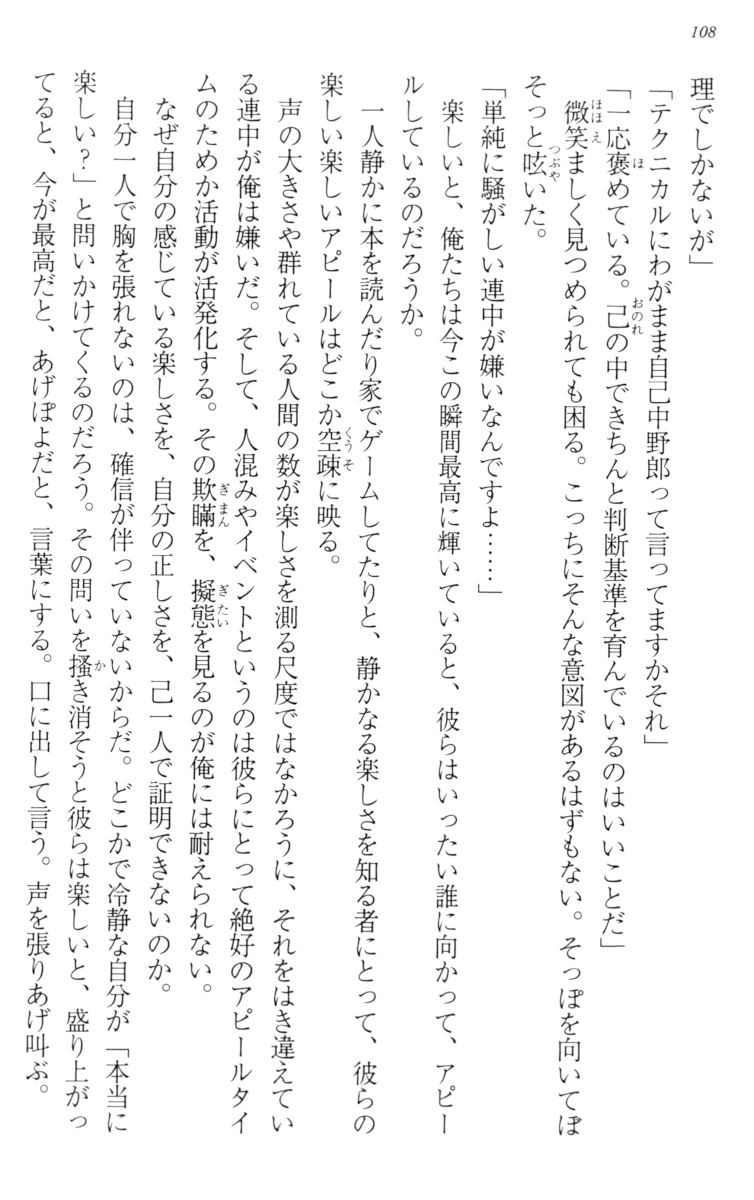 108
理でしかないが」
「テクニカルにわがまま自己中野郎って言ってますかそれ」
「一応褒めている。己の中できちんと判断基準を育んでいるのはいいことだ」
微笑ましく見つめられても困る。こっちにそんな意図があるはずもない。そっぽを向いてぼ
そっと呟いた。
「単純に騒がしい連中が嫌いなんですよ……」
楽しいと、俺たちは今この瞬間最高に輝いていると、彼らはいったい誰に向かって、アピー
ルしているのだろうか。
一人静かに本を読んだり家でゲームしてたりと、静かなる楽しさを知る者にとって、彼らの
楽しい楽しいアピールはどこか空疎に映る。
声の大きさや群れている人間の数が楽しさを測る尺度ではなかろうに、それをはき違えてい
る連中が俺は嫌いだ。そして、人混みやイベントというのは彼らにとって絶好のアピールタイ
ムのためか活動が活発化する。その欺瞞を、擬態を見るのが俺には耐えられない。
なぜ自分の感じている楽しさを、自分の正しさを、己一人で証明できないのか。
自分一人で胸を張れないのは、確信が伴っていないからだ。どこかで冷静な自分が「本当に
楽しい？」と問いかけてくるのだろう。その問いを掻き消そうと彼らは楽しいと、盛り上がっ
てると、今が最高だと、あげぽよだと、言葉にする。口に出して言う。声を張りあげ叫ぶ。